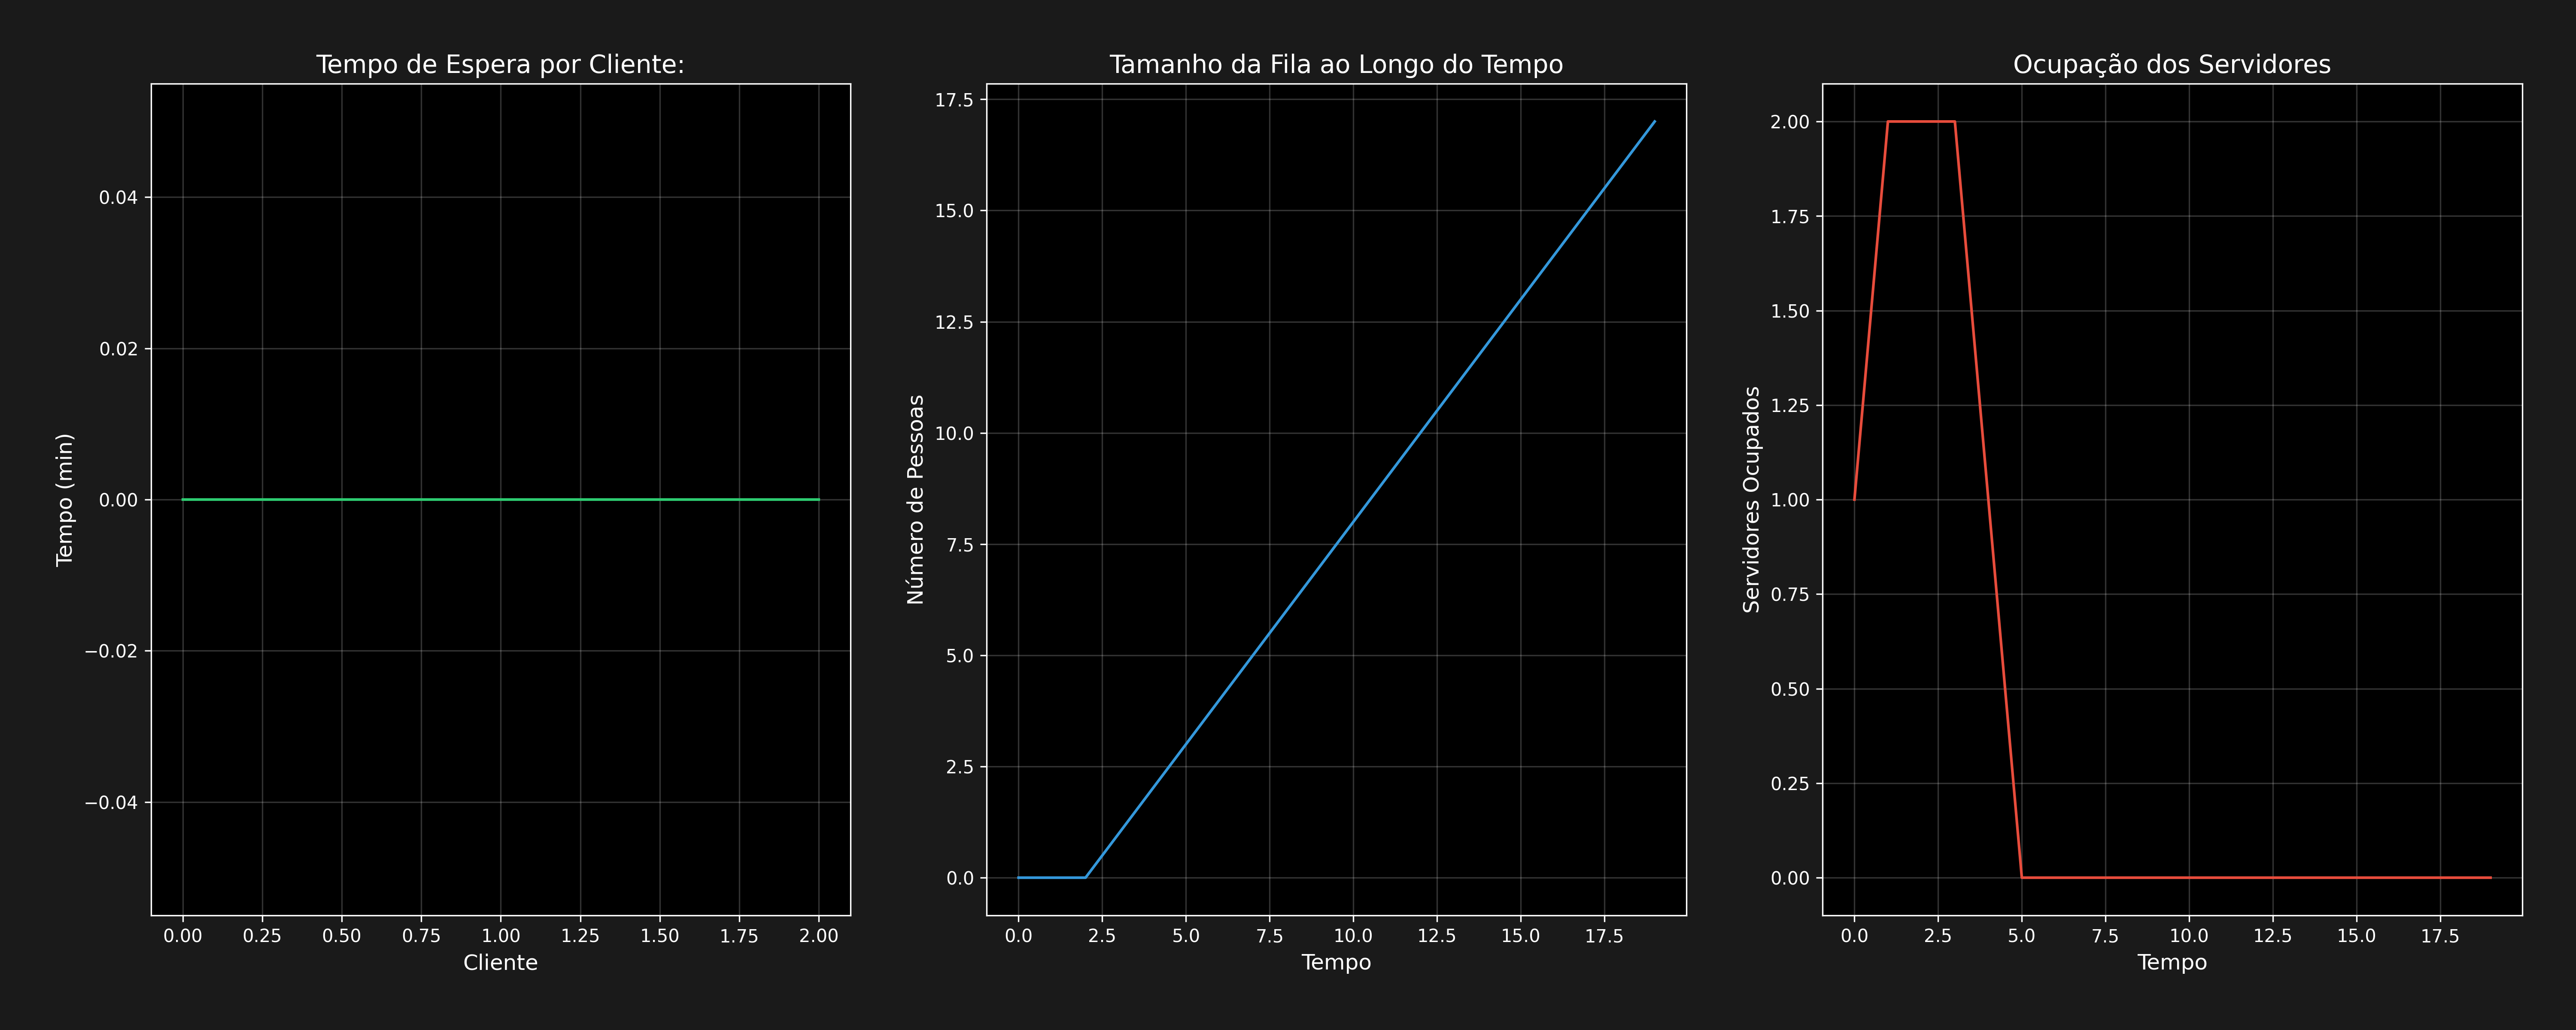 Tempo de Espera por Cliente:
Tempo (min)
0.04
0.02
0.00
−0.02
−0.04
0.00 0.25 0.50 0.75 1.00 1.25 1.50 1.75 2.00
Cliente
Tamanho da Fila ao Longo do Tempo
Número de Pessoas
17.5
15.0
12.5
10.0
7.5
5.0
2.5
0.0
0.0 2.5 5.0 7.5 10.0 12.5 15.0 17.5
Tempo
Ocupação dos Servidores
Servidores Ocupados
2.00
1.75
1.50
1.25
1.00
0.75
0.50
0.25
0.00
0.0 2.5 5.0 7.5 10.0 12.5 15.0 17.5
Tempo